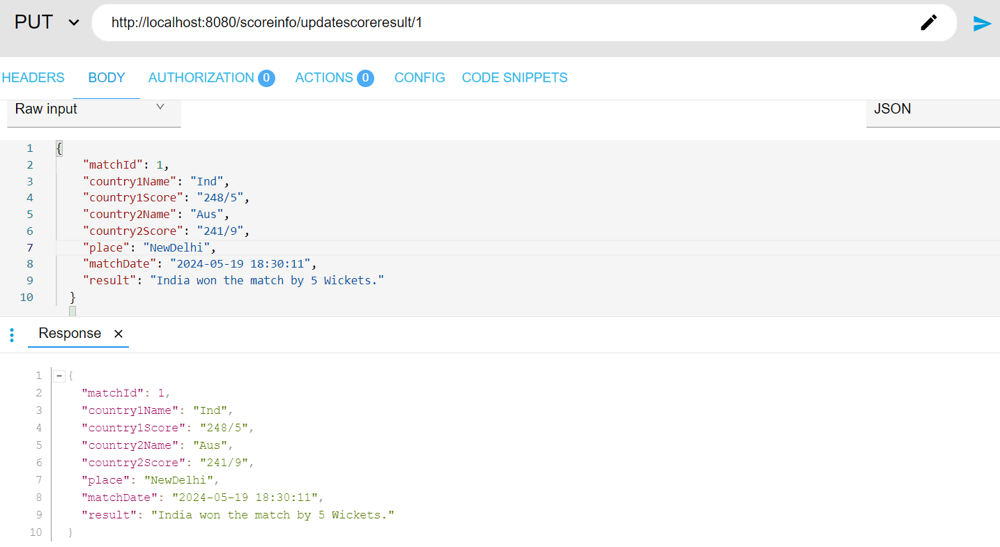 PUT http://localhost:8080/scoreinfo/updatescoreresult/1
HEADERS BODY AUTHORIZATION 0 ACTIONS 0 CONFIG CODE SNIPPETS
Raw input JSON
1 {
2 "matchId": 1,
3 "country1Name": "Ind",
4 "country1Score": "248/5",
5 "country2Name": "Aus",
6 "country2Score": "241/9",
7 "place": "NewDelhi",
8 "matchDate": "2024-05-19 18:30:11",
9 "result": "India won the match by 5 Wickets."
10 }
Response ×
1 {
2 "matchId": 1,
3 "country1Name": "Ind",
4 "country1Score": "248/5",
5 "country2Name": "Aus",
6 "country2Score": "241/9",
7 "place": "NewDelhi",
8 "matchDate": "2024-05-19 18:30:11",
9 "result": "India won the match by 5 Wickets."
10 }